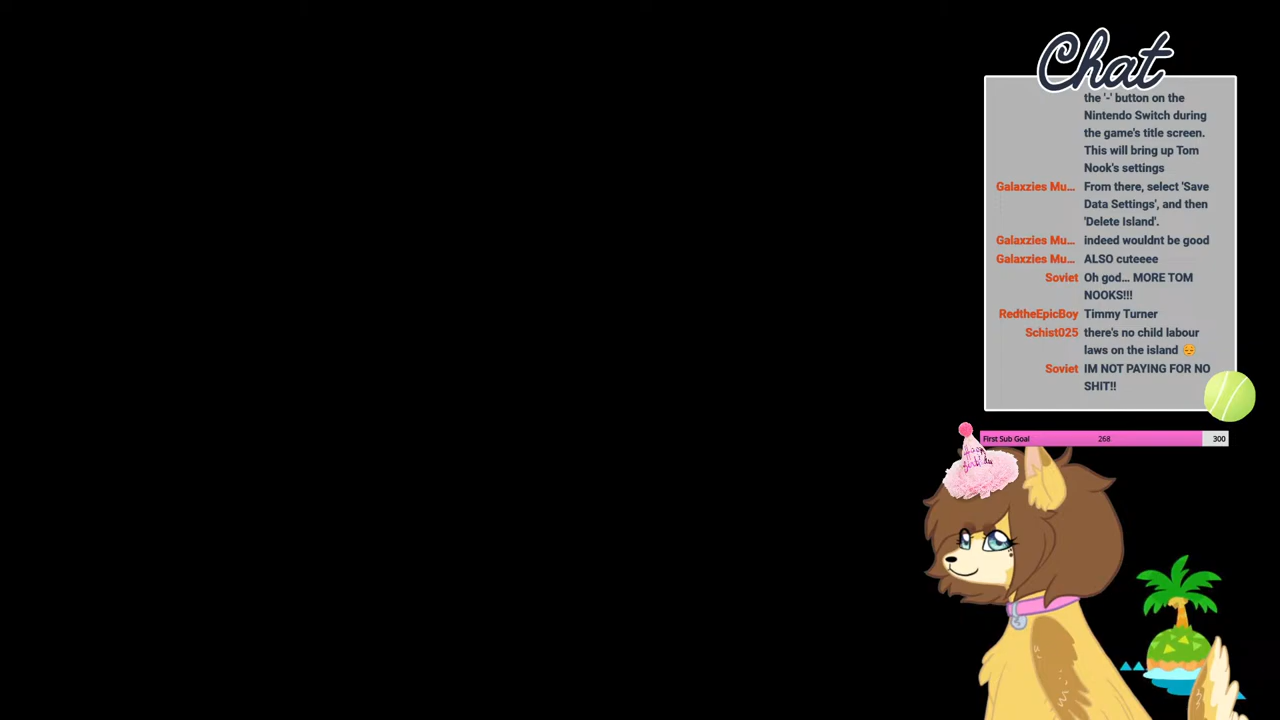 Chat
the '-' button on the
Nintendo Switch during
the game's title screen.
This will bring up Tom
Nook's settings
Galaxzies Mu... From there, select 'Save
Data Settings', and then
'Delete Island'.
Galaxzies Mu... indeed wouldnt be good
Galaxzies Mu... ALSO cuteeee
Soviet Oh god... MORE TOM
NOOKS!!!
RedtheEpicBoy Timmy Turner
Schist025 there's no child labour
laws on the island 😔
Soviet IM NOT PAYING FOR NO
SHIT!!
First Sub Goal 268 300